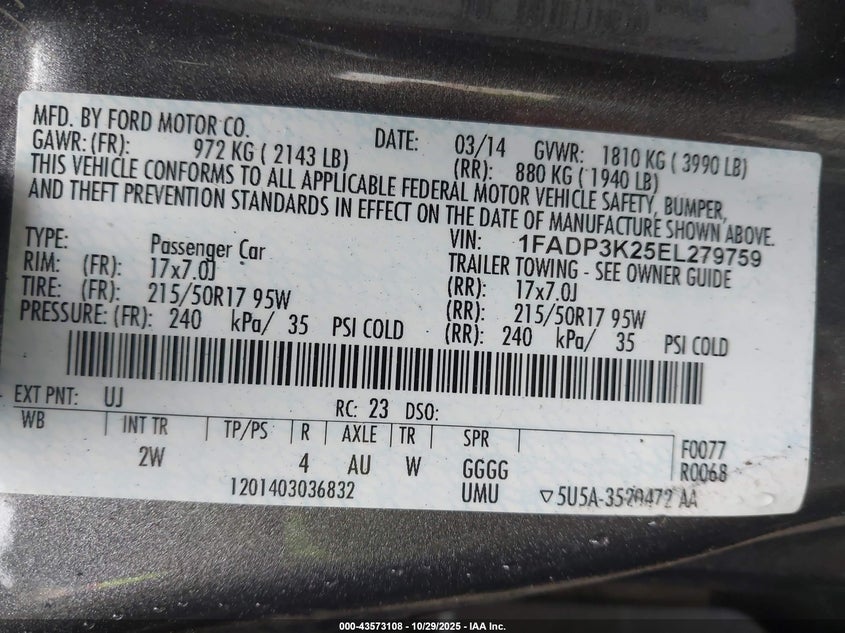 MFD. BY FORD MOTOR CO. DATE: 03/14 GVWR: 1810 KG ( 3990 LB)
GAWR: (FR): 972 KG ( 2143 LB) (RR): 880 KG ( 1940 LB)
THIS VEHICLE CONFORMS TO ALL APPLICABLE FEDERAL MOTOR VEHICLE SAFETY, BUMPER,
AND THEFT PREVENTION STANDARDS IN EFFECT ON THE DATE OF MANUFACTURE SHOWN ABOVE.
VIN: 1FADP3K25EL279759
TYPE: Passenger Car TRAILER TOWING - SEE OWNER GUIDE
RIM: (FR): 17x7.0J (RR): 17x7.0J
TIRE: (FR): 215/50R17 95W (RR): 215/50R17 95W
PRESSURE: (FR): 240 kPa/ 35 PSI COLD (RR): 240 kPa/ 35 PSI COLD
EXT PNT: UJ RC: 23 DSO:
WB INT TR TP/PS R AXLE TR SPR F0077
2W 4 AU W GGGG R0068
1201403036832 UMU ▽5U5A-3520472 AA
000-43573108 | 10/29/2025 - IAA Inc.